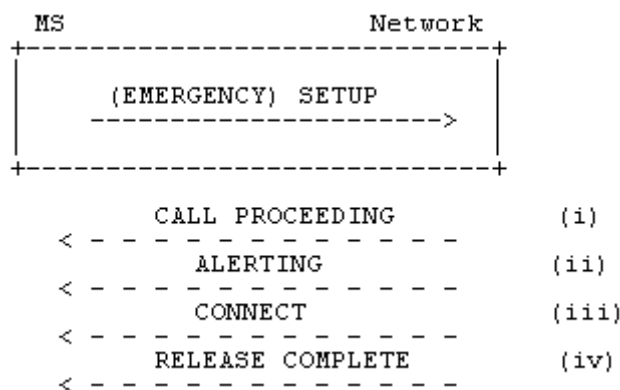 MS Network
(EMERGENCY) SETUP
CALL PROCEEDING (i)
ALERTING (ii)
CONNECT (iii)
RELEASE COMPLETE (iv)